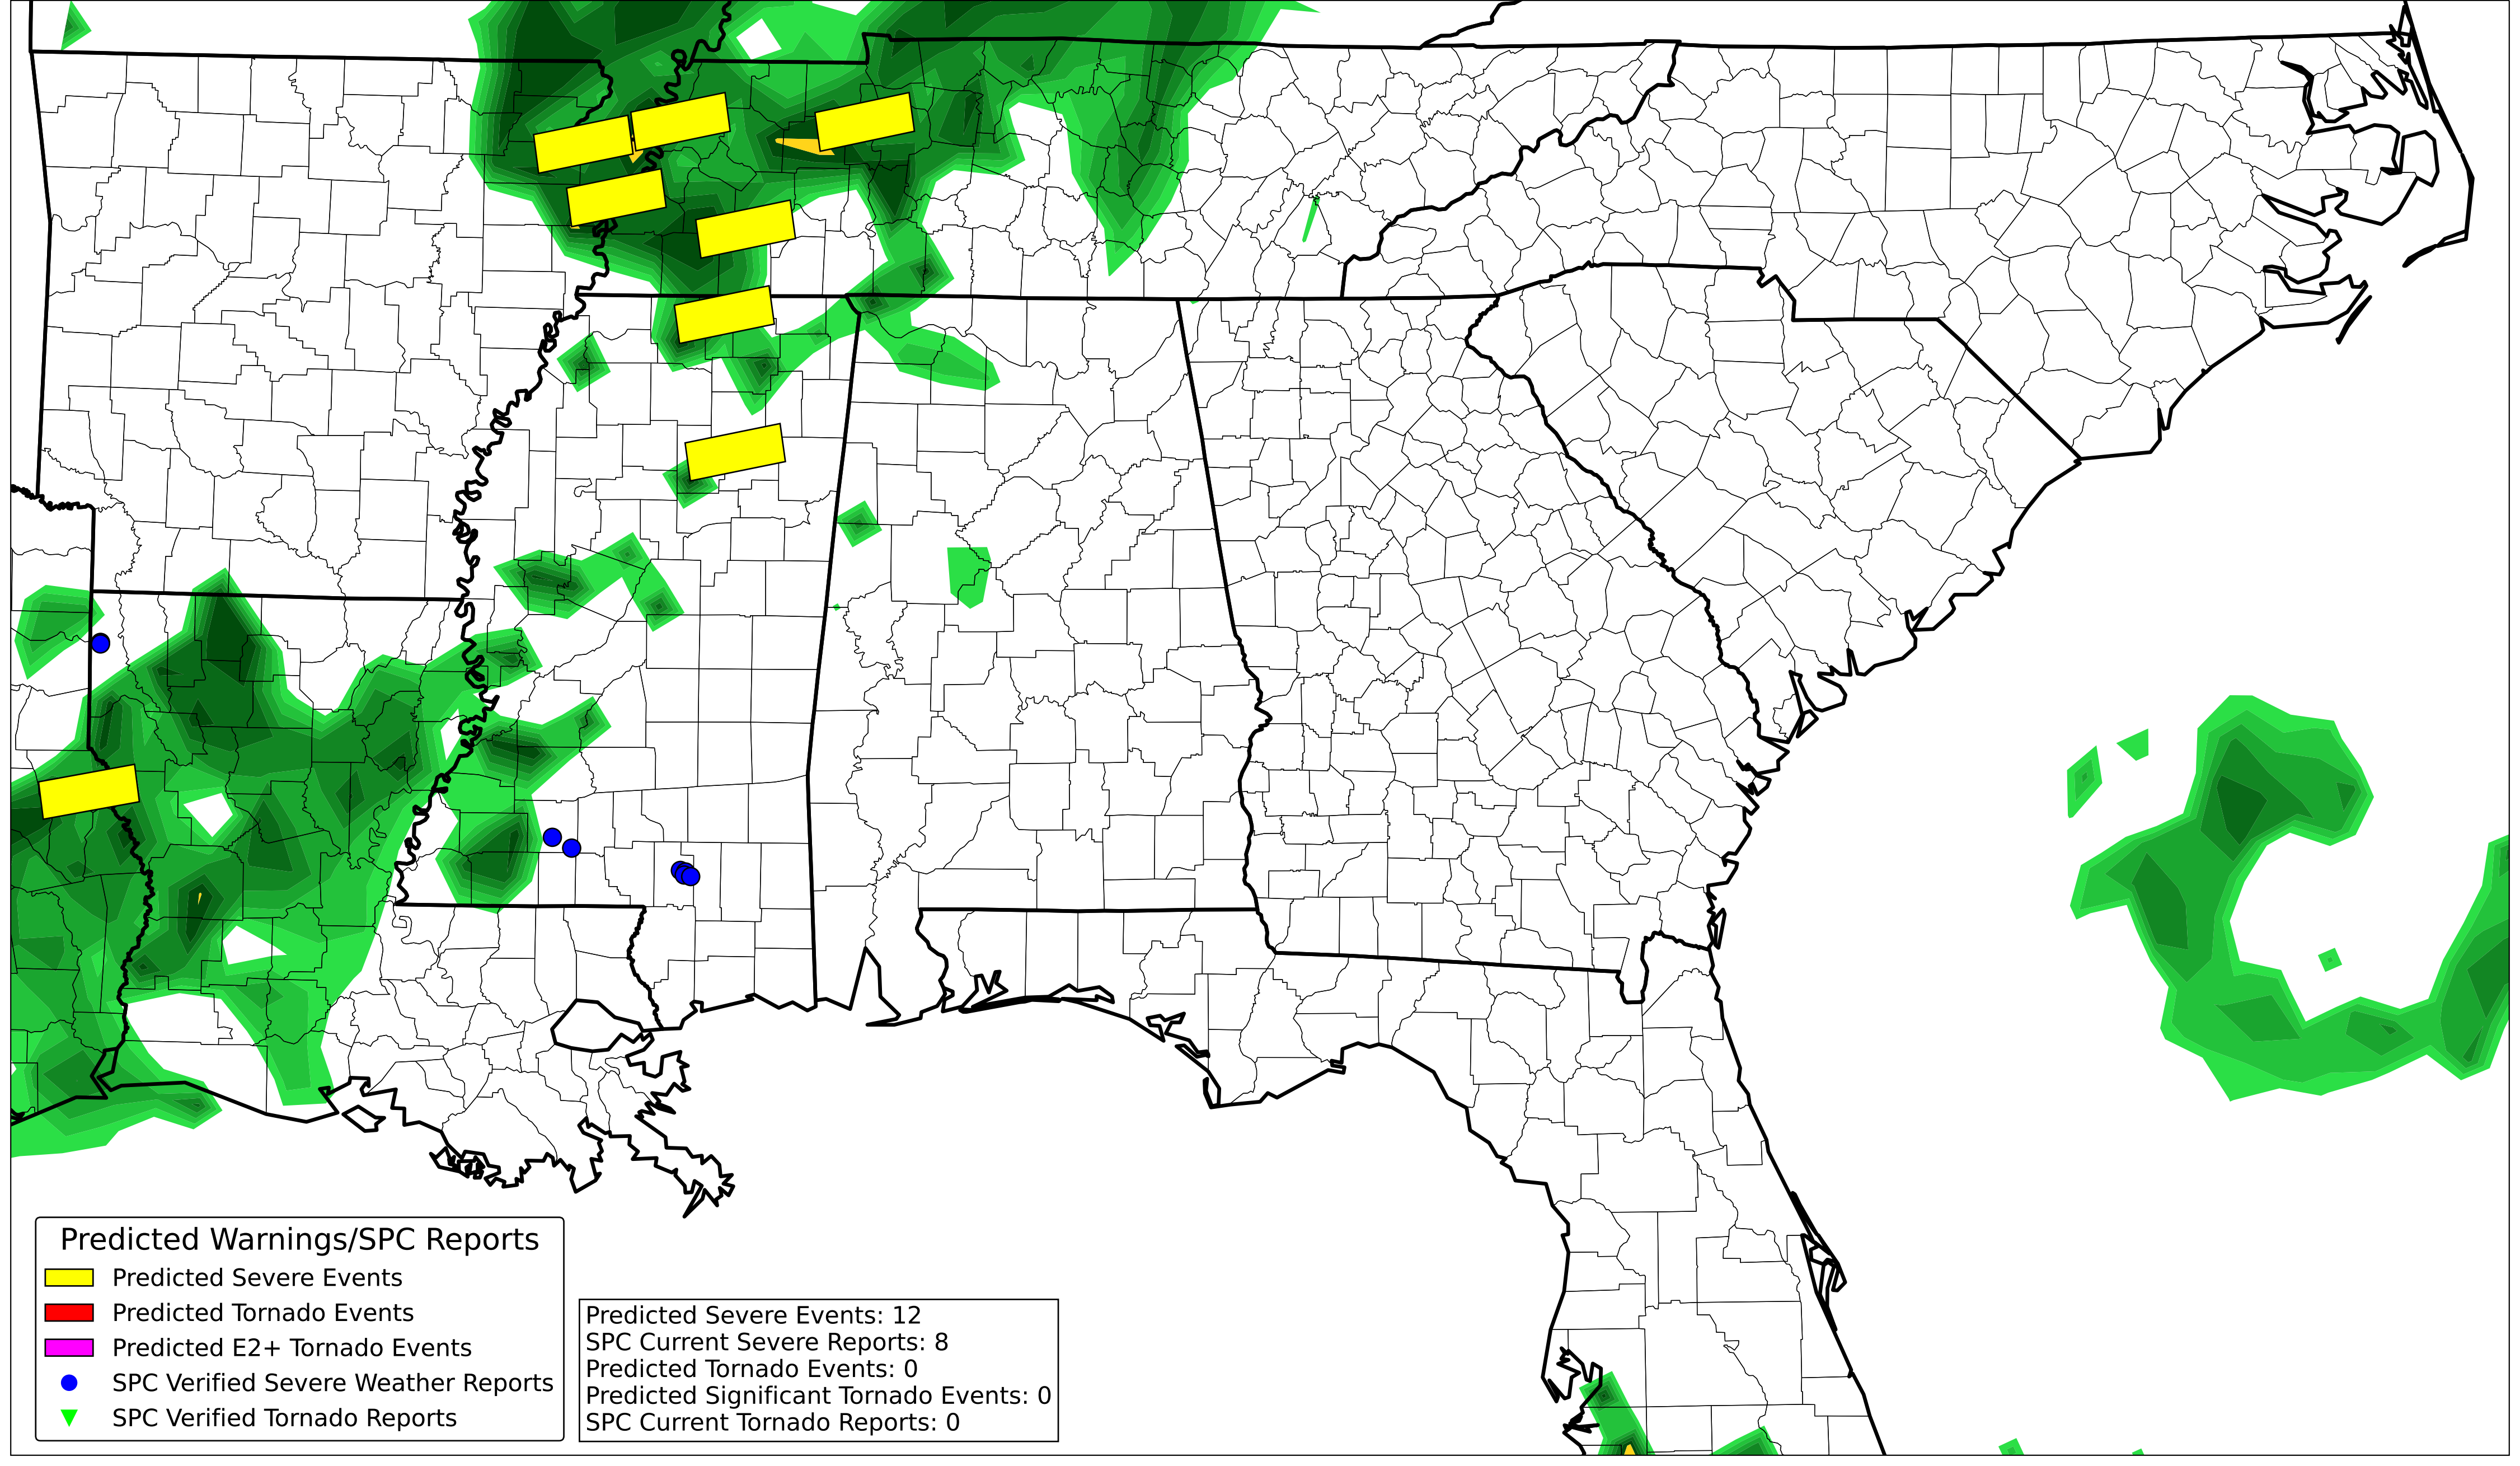 Predicted Warnings/SPC Reports
Predicted Severe Events
Predicted Tornado Events
Predicted E2+ Tornado Events
SPC Verified Severe Weather Reports
SPC Verified Tornado Reports
Predicted Severe Events: 12
SPC Current Severe Reports: 8
Predicted Tornado Events: 0
Predicted Significant Tornado Events: 0
SPC Current Tornado Reports: 0